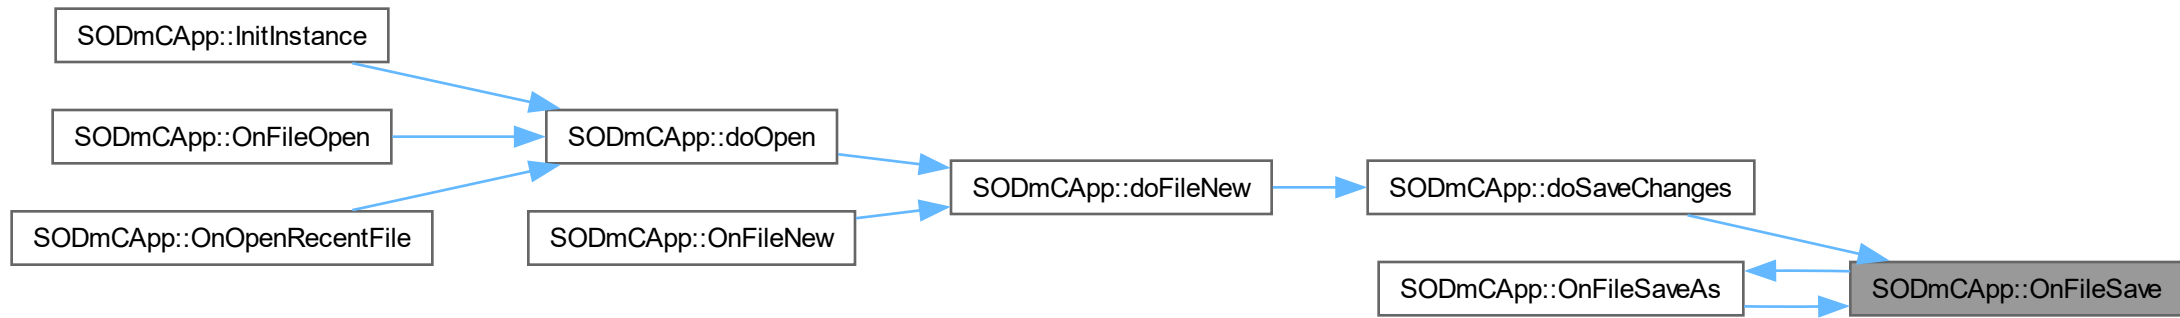 SODmCApp::InitInstance
SODmCApp::OnFileOpen
SODmCApp::doOpen
SODmCApp::OnOpenRecentFile
SODmCApp::OnFileNew
SODmCApp::doFileNew
SODmCApp::doSaveChanges
SODmCApp::OnFileSaveAs
SODmCApp::OnFileSave